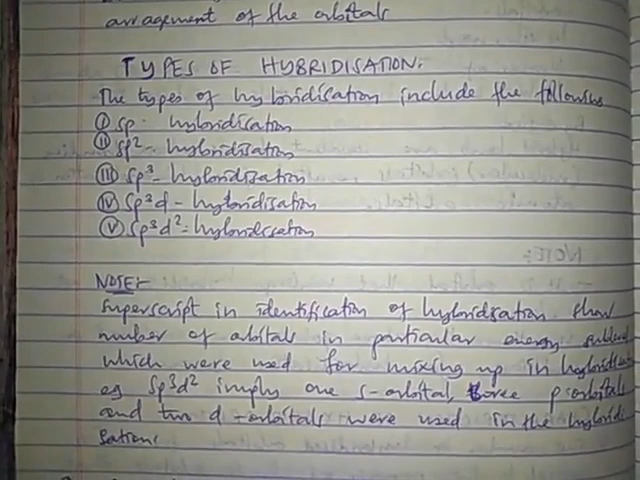 arragement of the orbitals
TYPES OF HYBRIDISATION.
The types of hybridisation include the following
(I) sp - hybridisation
(II) sp2 - hybridisation
(III) sp3 - hybridization
(IV) sp3d - hybridisation
(V) sp3d2 - hybridisation
NOTE:-
Superscript in identification of hybridisation show
number of orbitals in particular energy sublevel
which were used for mixing up in
eg sp3d2 imply one s-orbital, three p-orbitals
and two d-orbitals were used in the hybridi-
sation.
NOTE: